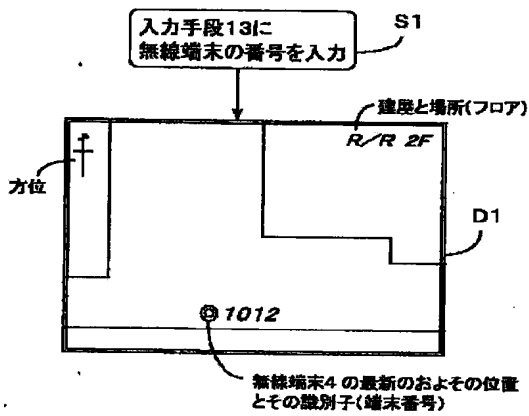 入力手段13に
無線端末の番号を入力
S1
建屋と場所(フロア)
R/R 2F
方位
D1
1012
無線端末4の最新のおよその位置
とその識別子(端末番号)